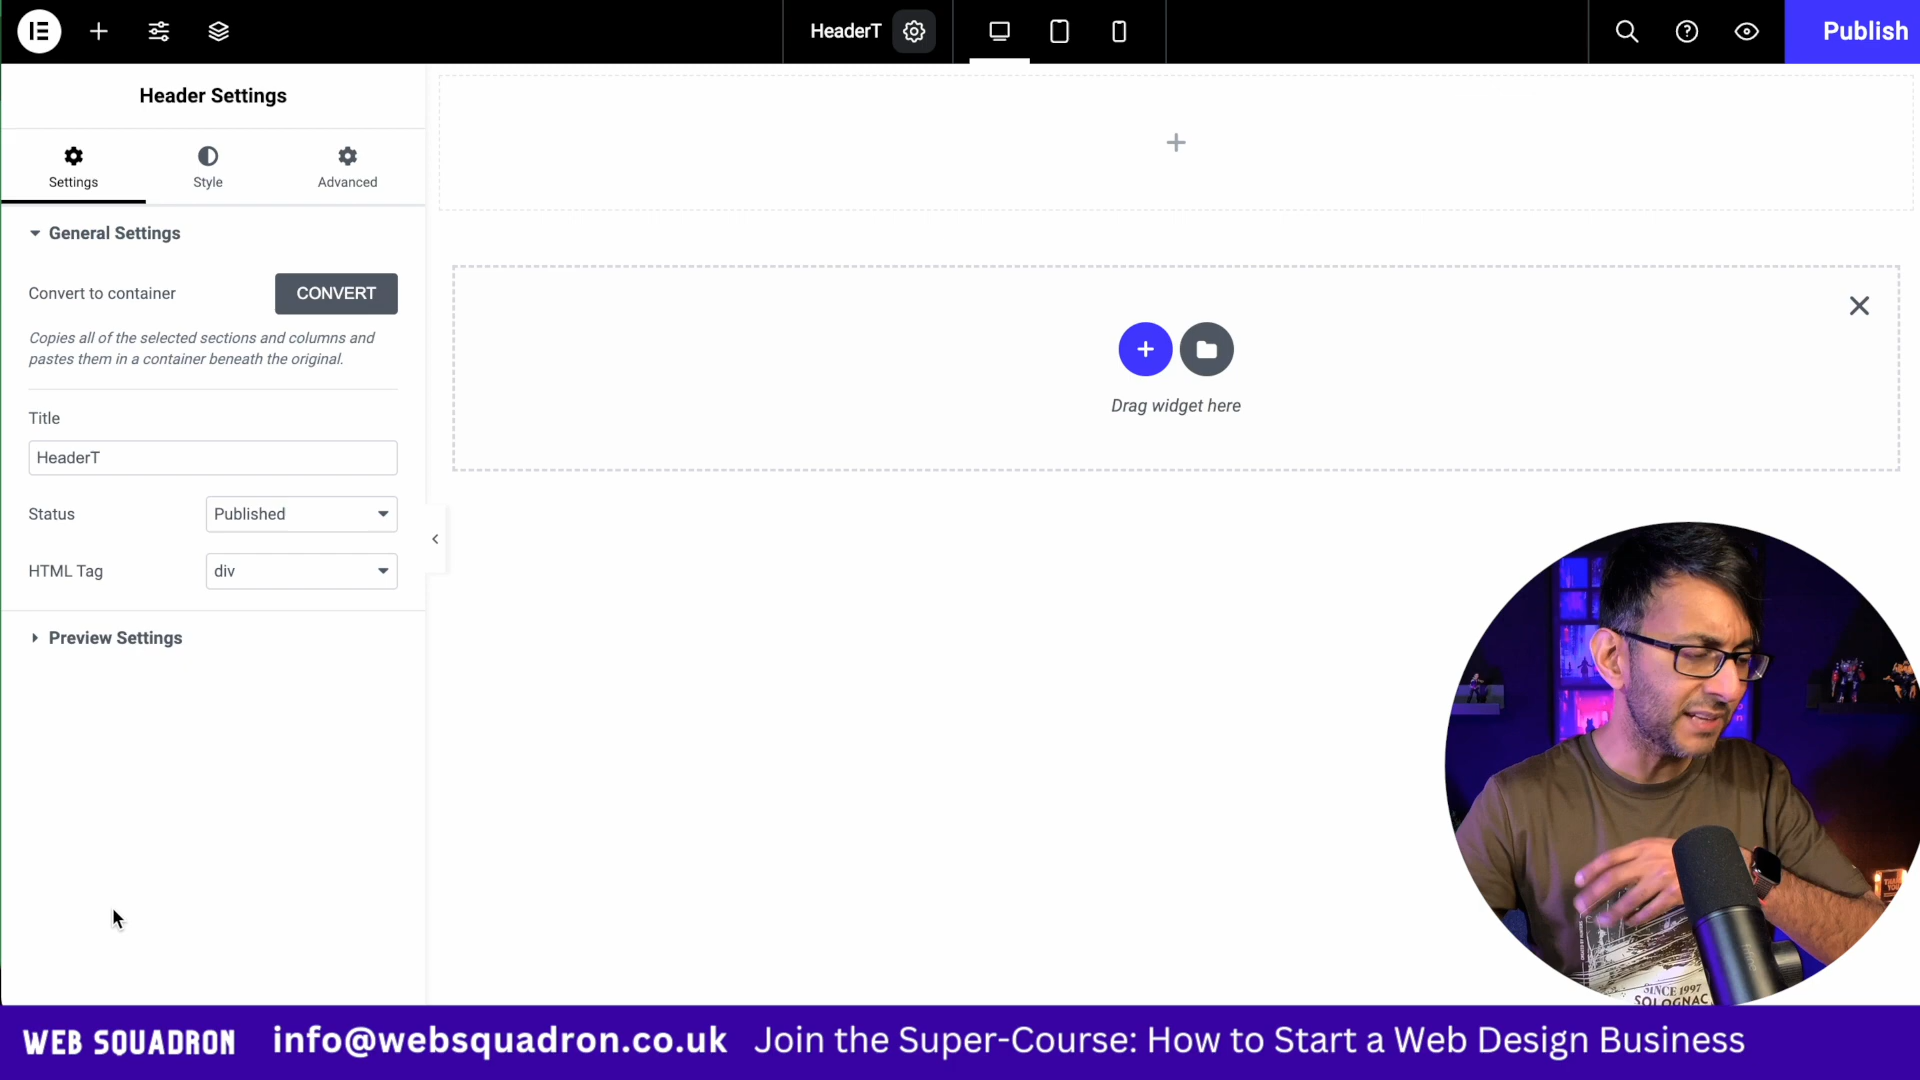 HeaderT
Publish
Header Settings
Settings
Style
Advanced
General Settings
Convert to container
CONVERT
Copies all of the selected sections and columns and
pastes them in a container beneath the original.
Title
HeaderT
Status
Published
HTML Tag
div
Preview Settings
Drag widget here
SINCE 1997
SOLOGNAC
WEB SQUADRON
info@websquadron.co.uk
Join the Super-Course: How to Start a Web Design Business